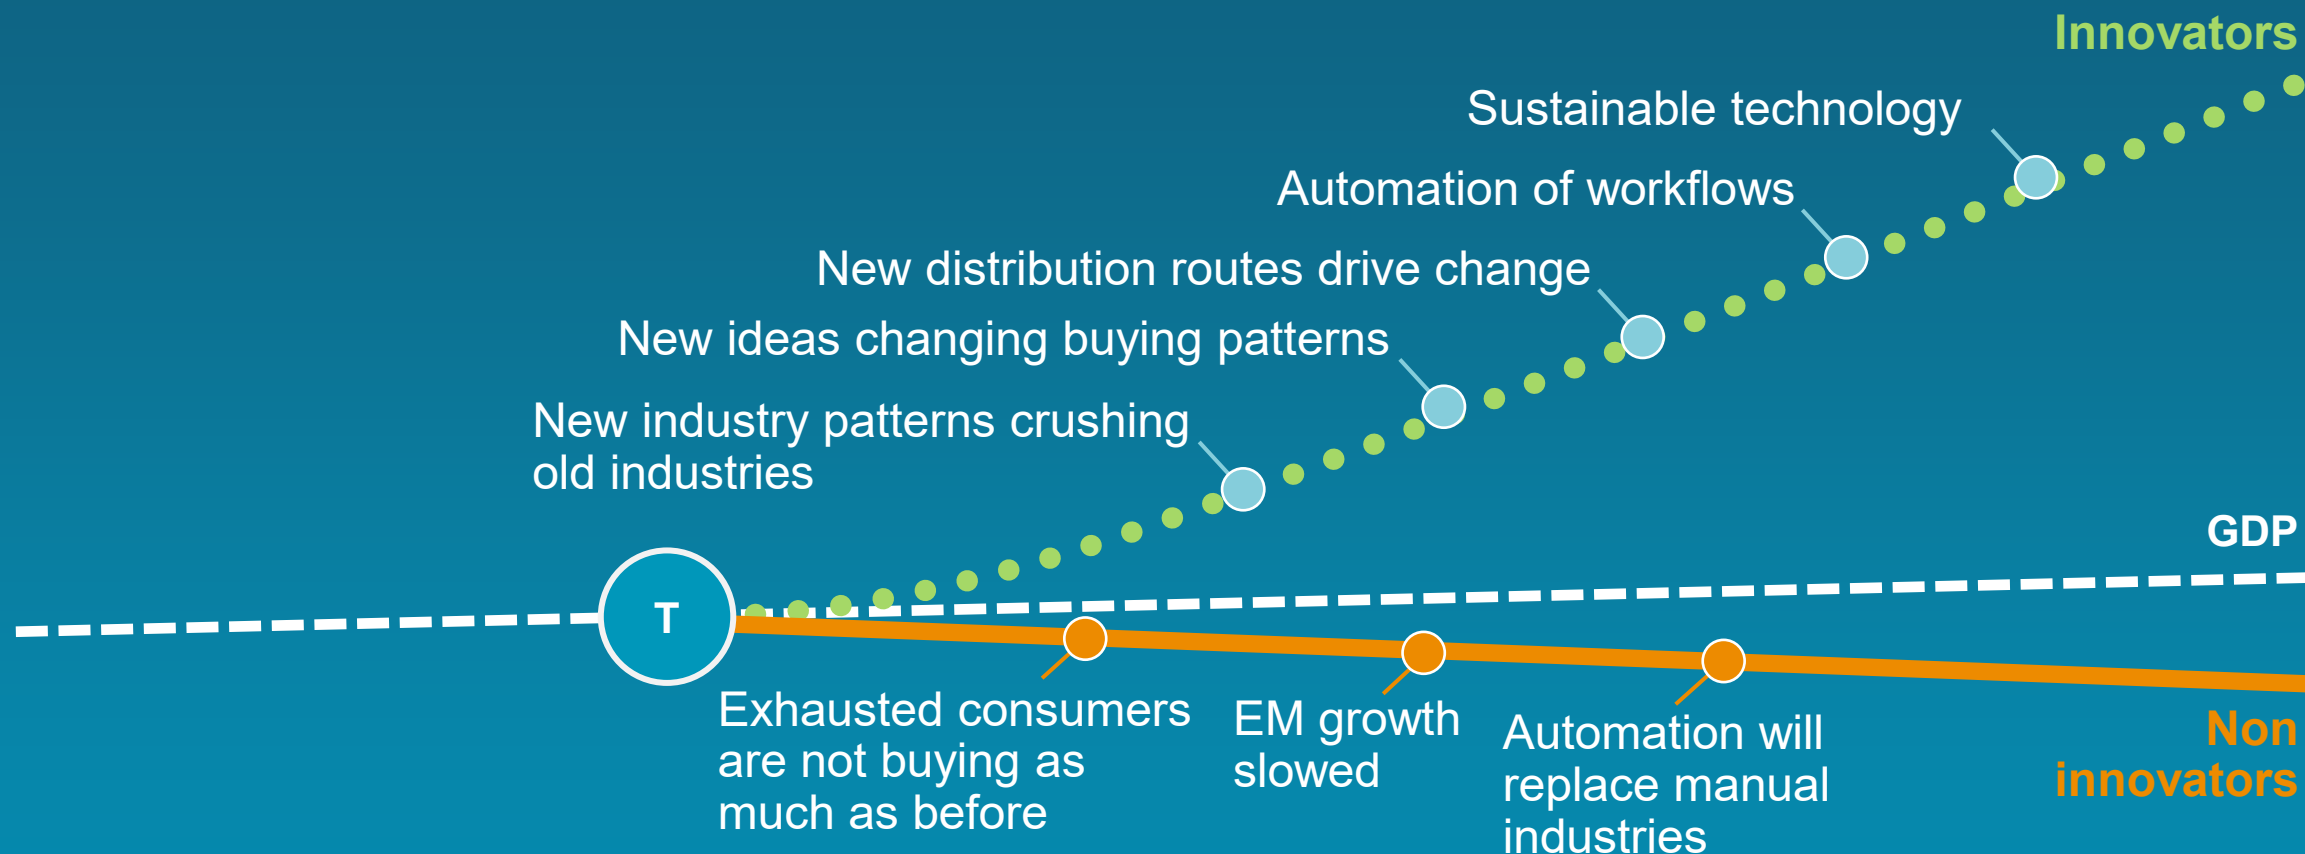 Innovators
Sustainable technology
Automation of workflows
New distribution routes drive change
New ideas changing buying patterns
New industry patterns crushing
old industries
GDP
T
Exhausted consumers
are not buying as
much as before
EM growth
slowed
Automation will
replace manual
industries
Non
innovators